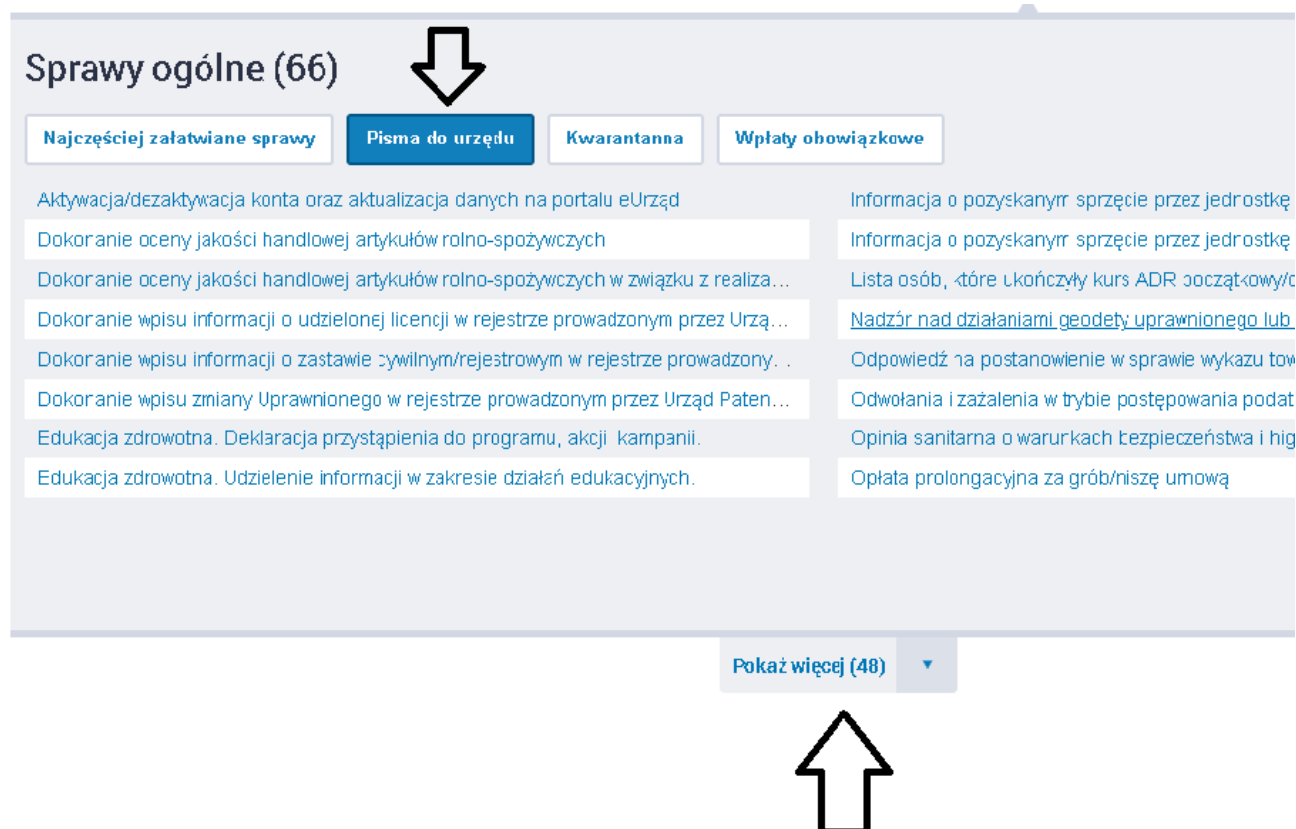 Sprawy ogólne (66)
Najczęściej załatwiane sprawy
Pisma do urzędu
Kwarantanna
Wpłaty obowiązkowe
Aktywacja/dezaktywacja konta oraz aktualizacja danych na portalu eUrząd
Dokonanie oceny jakości handlowej artykułów rolno-spożywczych
Dokonanie oceny jakości handlowej artykułów rolno-spożywczych w związku z realiza...
Dokonanie wpisu informacji o udzielonej licencji w rejestrze prowadzonym przez Urzą...
Dokonanie wpisu informacji o zastawie cywilnym/rejestrowym w rejestrze prowadzony...
Dokonanie wpisu zmiany Uprawnionego w rejestrze prowadzonym przez Urząd Paten...
Edukacja zdrowotna. Deklaracja przystąpienia do programu, akcji kampanii.
Edukacja zdrowotna. Udzielenie informacji w zakresie działań edukacyjnych.
Informacja o pozyskanym sprzęcie przez jednostkę
Informacja o pozyskanym sprzęcie przez jednostkę
Lista osób, które ukończyły kurs ADR początkowy/
Nadzór nad działaniami geodety uprawnionego lub
Odpowiedź na postanowienie w sprawie wykazu tow
Odwołania i zażalenia w trybie postępowania podat
Opinia sanitarna o warunkach bezpieczeństwa i hig
Opłata prolongacyjna za grób/niszę urnową
Pokaż więcej (48)